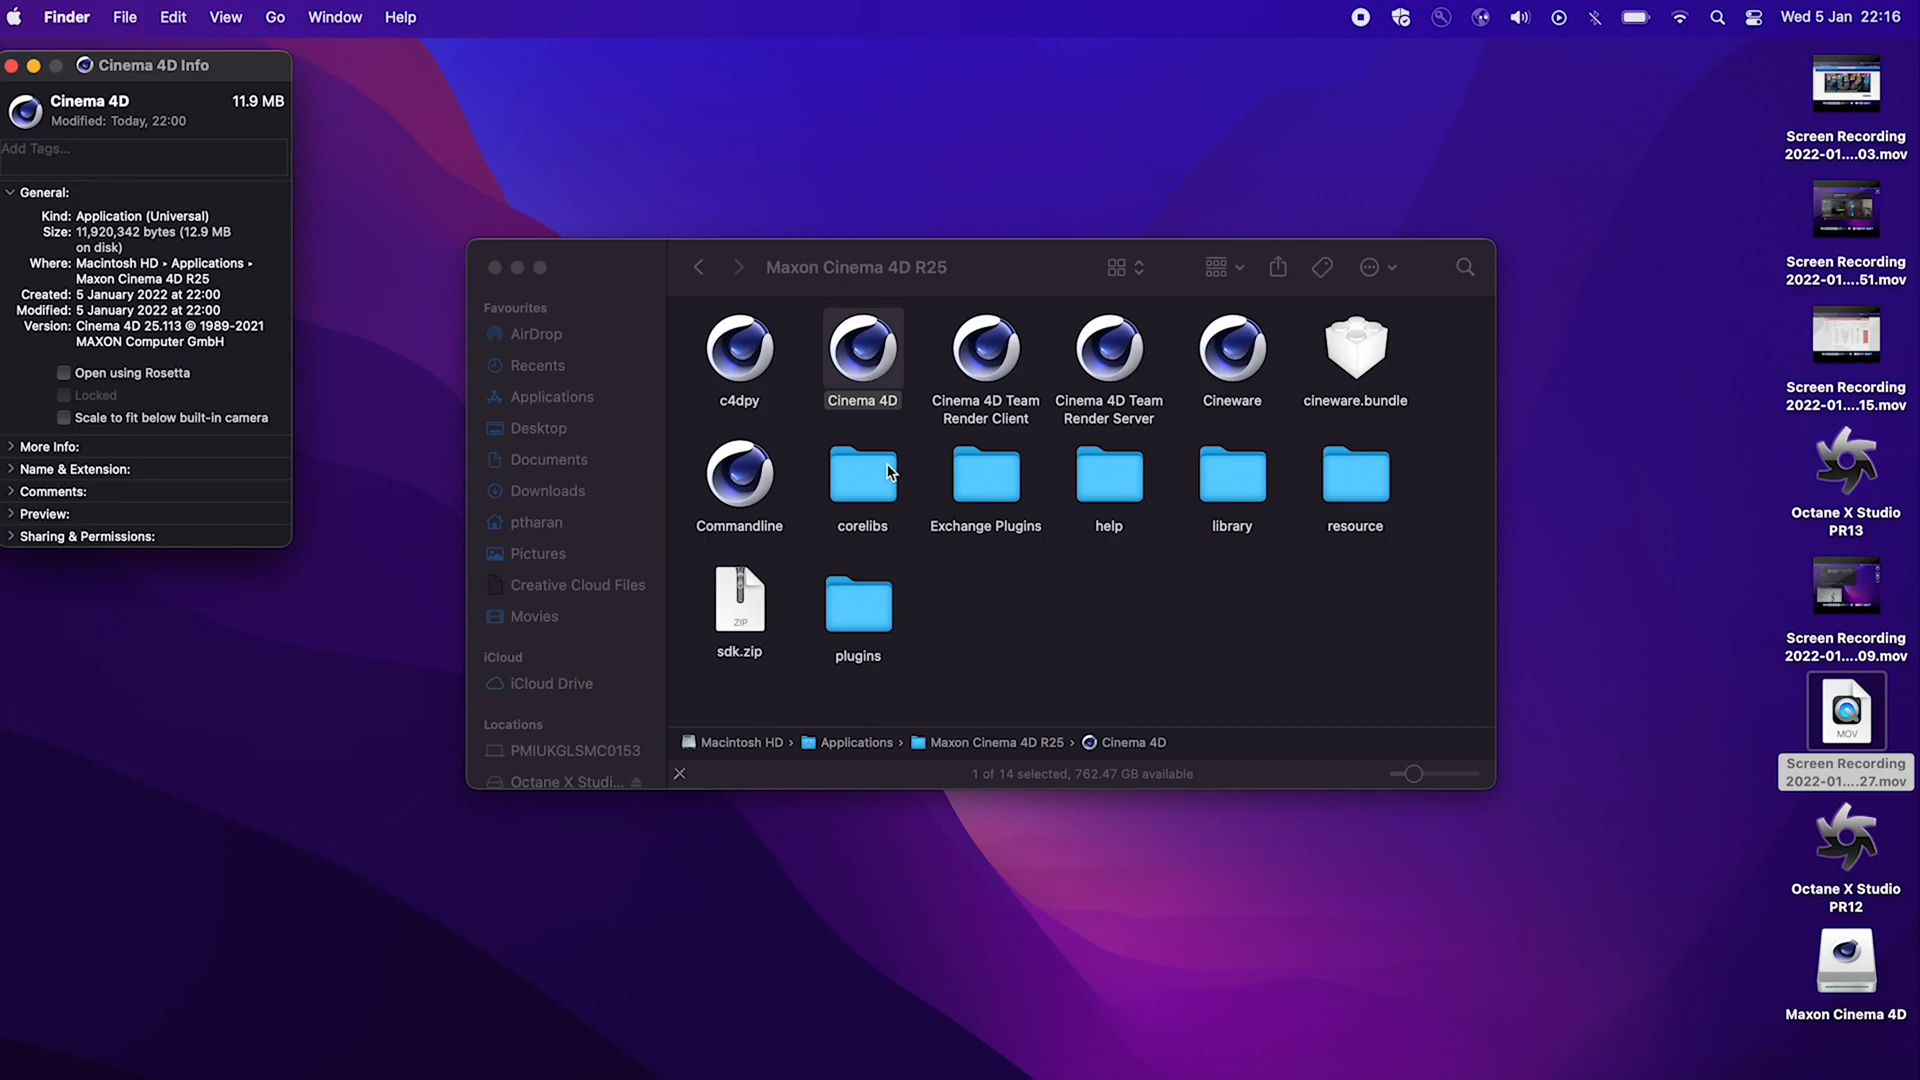 Finder File Edit View Go Window Help
Wed 5 Jan 22:16
Cinema 4D Info
Cinema 4D 11.9 MB
Modified: Today, 22:00
Add Tags...
General:
Kind: Application (Universal)
Size: 11,920,342 bytes (12.9 MB
on disk)
Where: Macintosh HD ▸ Applications ▸
Maxon Cinema 4D R25
Created: 5 January 2022 at 22:00
Modified: 5 January 2022 at 22:00
Version: Cinema 4D 25.113 © 1989-2021
MAXON Computer GmbH
Open using Rosetta
Locked
Scale to fit below built-in camera
More Info:
Name & Extension:
Comments:
Preview:
Sharing & Permissions:
Maxon Cinema 4D R25
Favourites
AirDrop
Recents
Applications
Desktop
Documents
Downloads
ptharan
Pictures
Creative Cloud Files
Movies
iCloud
iCloud Drive
Locations
PMIUKGLSMC0153
Octane X Studi...
c4dpy
Cinema 4D
Cinema 4D Team
Render Client
Cinema 4D Team
Render Server
Cineware
cineware.bundle
Commandline
corelibs
Exchange Plugins
help
library
resource
ZIP
sdk.zip
plugins
Macintosh HD › Applications › Maxon Cinema 4D R25 › Cinema 4D
1 of 14 selected, 762.47 GB available
Screen Recording
2022-01....03.mov
Screen Recording
2022-01....51.mov
Screen Recording
2022-01....15.mov
Octane X Studio
PR13
Screen Recording
2022-01....09.mov
MOV
Screen Recording
2022-01....27.mov
Octane X Studio
PR12
Maxon Cinema 4D